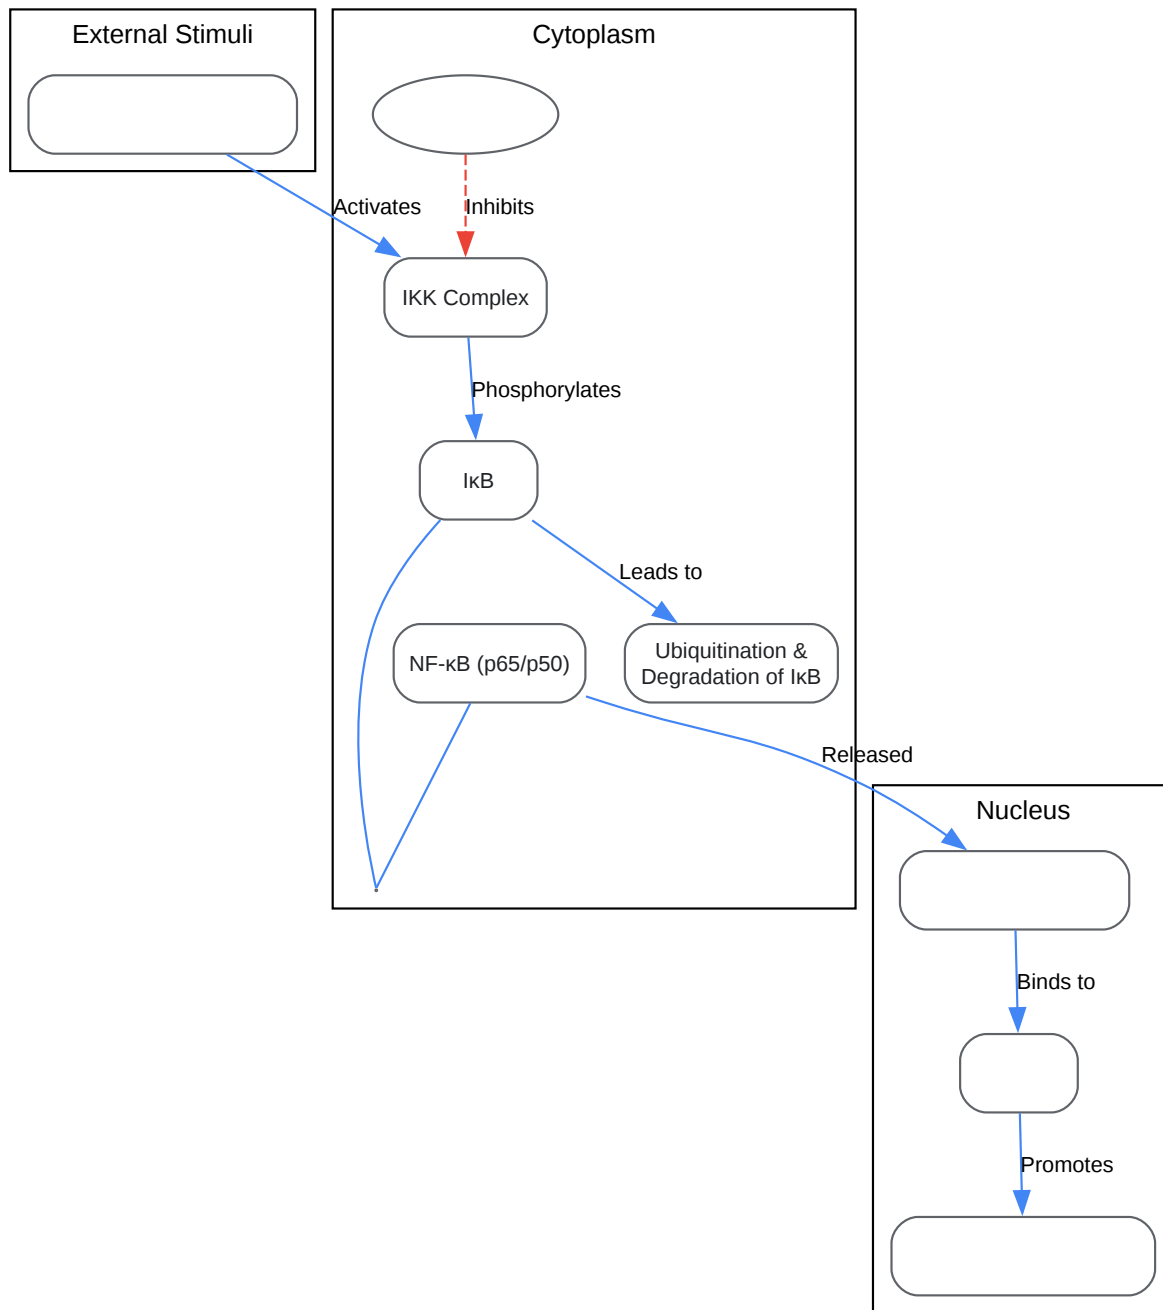 External Stimuli
Cytoplasm
Activates
Inhibits
IKK Complex
Phosphorylates
IκB
Leads to
NF-κB (p65/p50)
Ubiquitination &
Degradation of IκB
Released
Nucleus
Binds to
Promotes